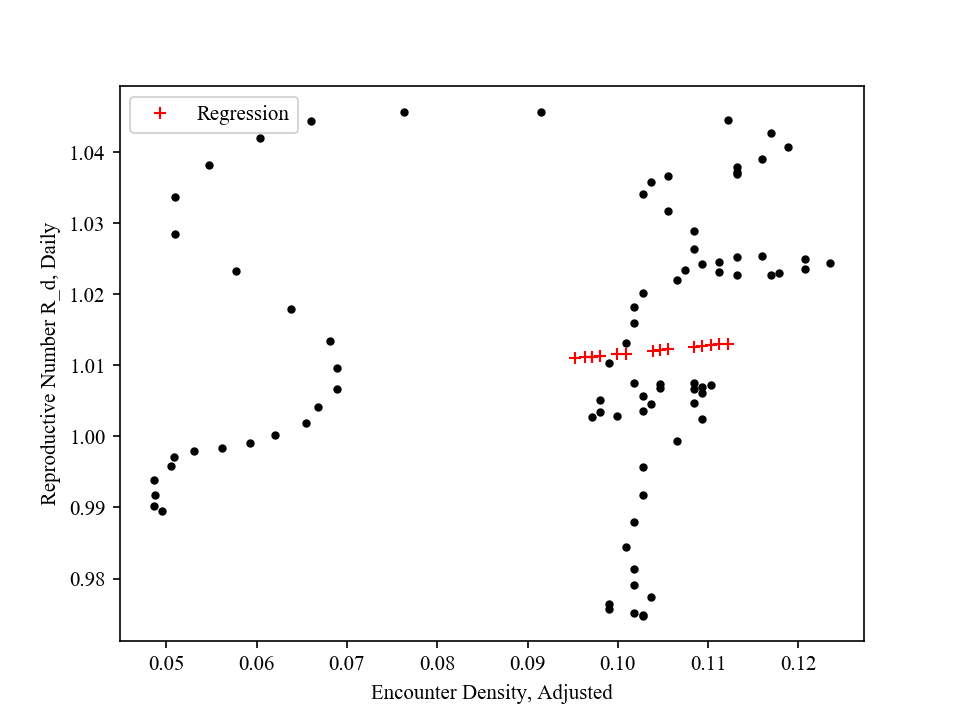 Regression
1.04
1.03
1.02
1.01
1.00
0.99
0.98
Reproductive Number R_d, Daily
0.05 0.06 0.07 0.08 0.09 0.10 0.11 0.12
Encounter Density, Adjusted